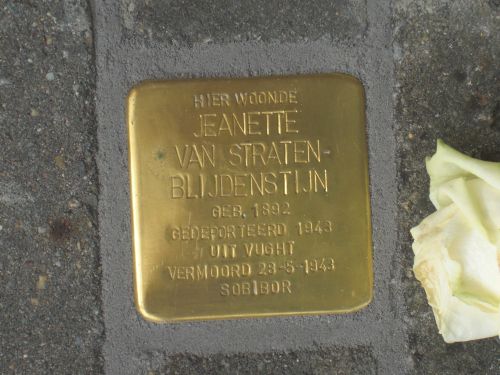 HIER WOONDE
JEANETTE
VAN STRATEN-
BLIJDENSTIJN
GEB. 1892
GEDEPORTEERD 1943
UIT VUGHT
VERMOORD 28-5-1943
SOBIBOR